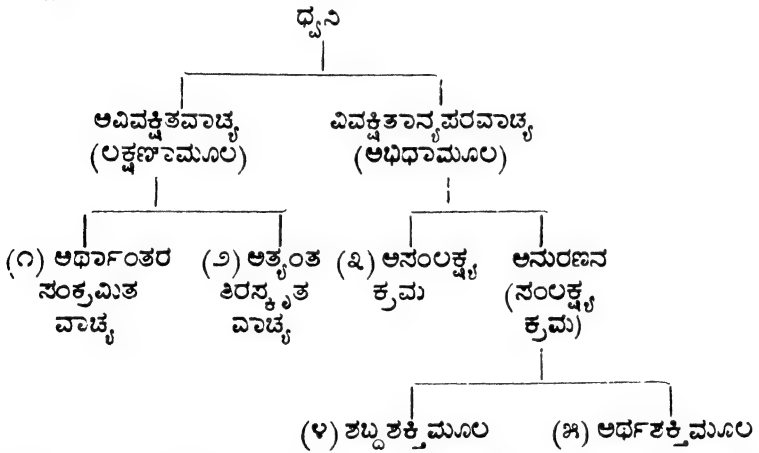 ಧ್ವನಿ
ಅವಿವಕ್ಷಿತವಾಚ್ಯ ವಿವಕ್ಷಿತಾನ್ಯಪರವಾಚ್ಯ
(ಲಕ್ಷಣಾಮೂಲ) (ಅಭಿಧಾಮೂಲ)
(೧) ಅರ್ಥಾಂತರ (೨) ಅತ್ಯಂತ (೩) ಅಸಂಲಕ್ಷ್ಯ ಅನುರಣನ
ಸಂಕ್ರಮಿತ ತಿರಸ್ಕೃತ ಕ್ರಮ (ಸಂಲಕ್ಷ್ಯ
ವಾಚ್ಯ ವಾಚ್ಯ ಕ್ರಮ)
(೪) ಶಬ್ದಶಕ್ತಿಮೂಲ (೫) ಅರ್ಥಶಕ್ತಿಮೂಲ